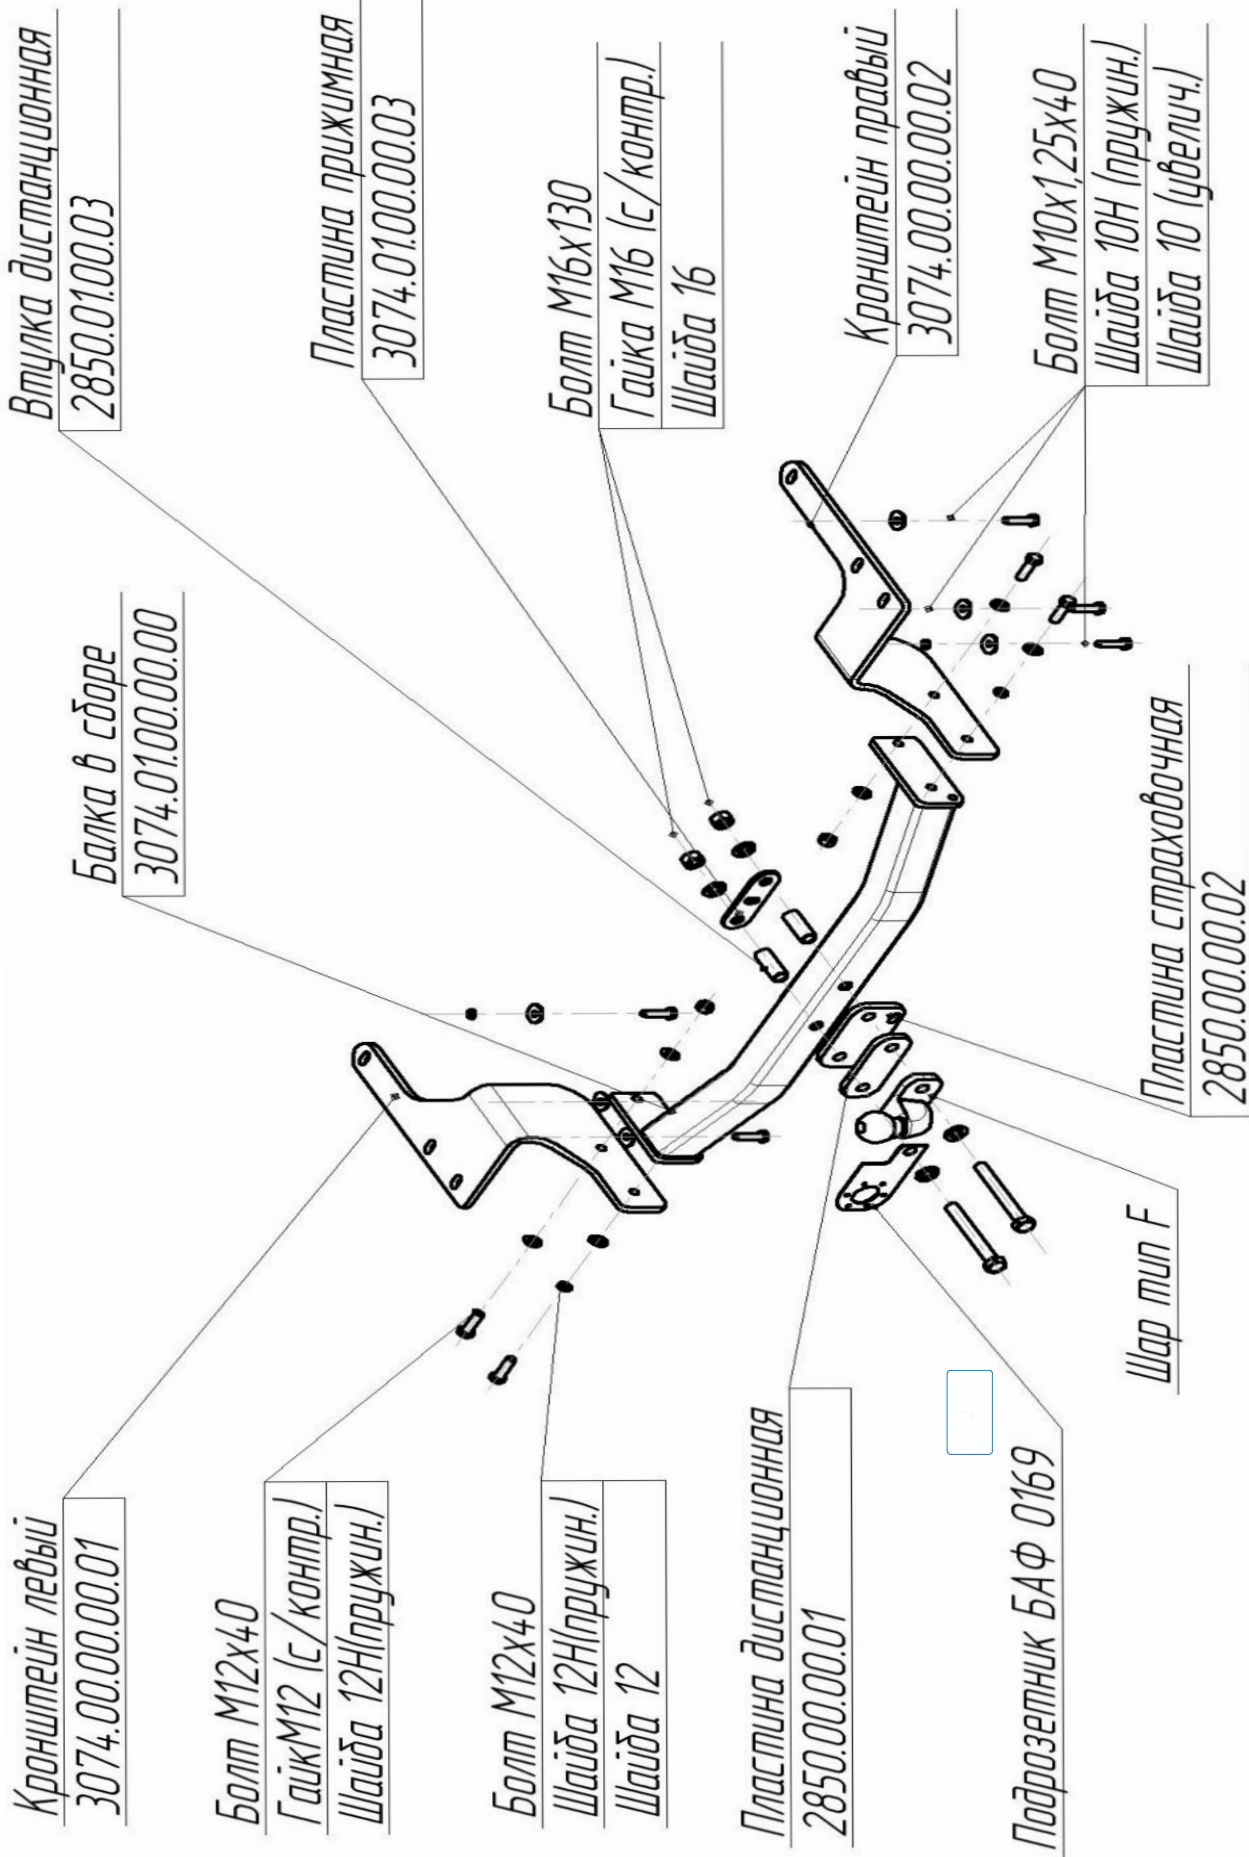 Кронштейн левый
3074.00.00.00.01
Балка в сборе
3074.01.00.00.00
Втулка дистанционная
2850.01.00.03
Болт М12х40
ГайкМ12 (с/контр.)
Шайба 12Н(пружин.)
Пластина прижимная
3074.01.00.00.03
Болт М12х40
Шайба 12Н(пружин.)
Шайба 12
Болт М16х130
Гайка М16 (с/контр.)
Шайба 16
Пластина дистанционная
2850.00.00.01
Кронштейн правый
3074.00.00.00.02
Подрозетник БАФ 0169
Шар тип F
Пластина страховочная
2850.00.00.02
Болт М10х1,25х40
Шайба 10Н (пружин.)
Шайба 10 (увелич.)